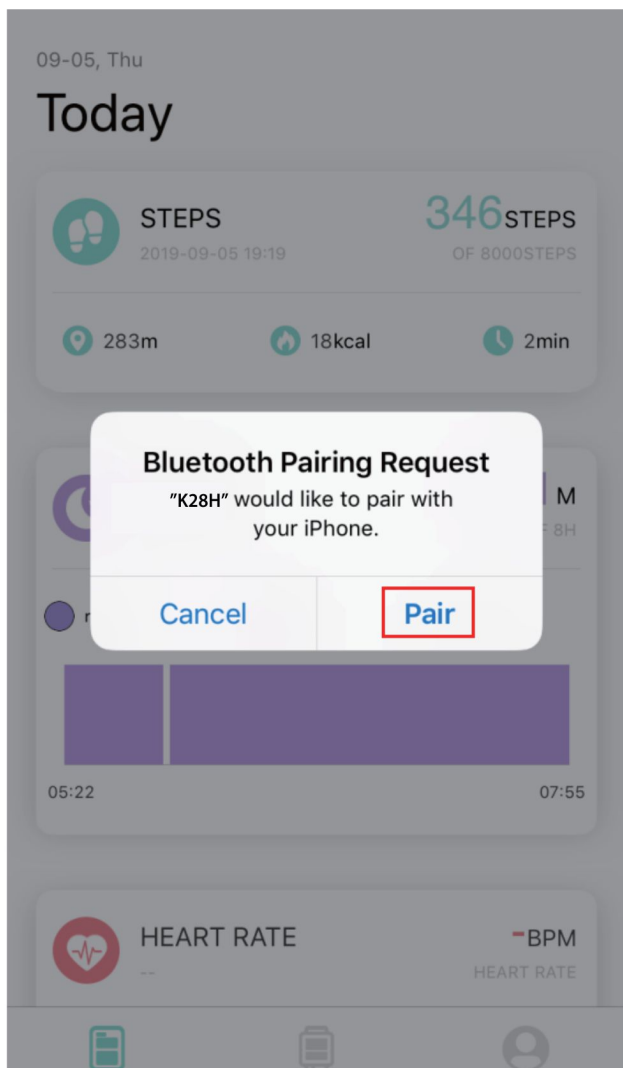 09-05, Thu
Today
STEPS
346STEPS
2019-09-05 19:19
OF 8000STEPS
283m
18kcal
2min
Bluetooth Pairing Request
"K28H" would like to pair with
your iPhone.
M
8H
Cancel
Pair
05:22
07:55
HEART RATE
-BPM
--
HEART RATE